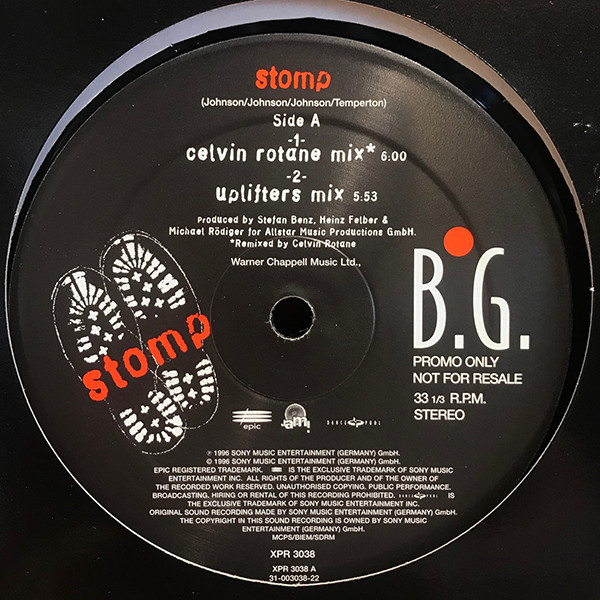 stomp
(Johnson/Johnson/Johnson/Temperton)
Side A
-1-
celvin rotane mix* 6:00
-2-
uplifters mix 5:53
Produced by Stefan Benz, Heinz Felber &
Michael Rödiger for Allstar Music Productions GmbH.
*Remixed by Celvin Rotane
Warner Chappell Music Ltd.,
stomp
B.G.
PROMO ONLY
NOT FOR RESALE
33 1/3 R.P.M.
STEREO
epic
jam!
DANCE POOL
℗ 1996 SONY MUSIC ENTERTAINMENT (GERMANY) GmbH.
© 1996 SONY MUSIC ENTERTAINMENT (GERMANY) GmbH.
EPIC REGISTERED TRADEMARK. IS THE EXCLUSIVE TRADEMARK OF SONY MUSIC
ENTERTAINMENT INC. ALL RIGHTS OF THE PRODUCER AND OF THE OWNER OF
THE RECORDED WORK RESERVED. UNAUTHORISED COPYING. PUBLIC PERFORMANCE.
BROADCASTING. HIRING OR RENTAL OF THIS RECORDING PROHIBITED. DANCE POOL IS
THE EXCLUSIVE TRADEMARK OF SONY MUSIC ENTERTAINMENT INC.
ORIGINAL SOUND RECORDING MADE BY SONY MUSIC ENTERTAINMENT (GERMANY) GmbH.
THE COPYRIGHT IN THIS SOUND RECORDING IS OWNED BY SONY MUSIC
ENTERTAINMENT (GERMANY) GmbH.
MCPS/BIEM/SDRM
XPR 3038
XPR 3038 A
31-003038-22